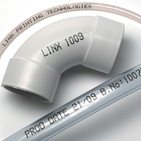 LINX PRINTING TECHNOLOGIES
LINX 1009
PROD DATE 21/09 B.No:1007